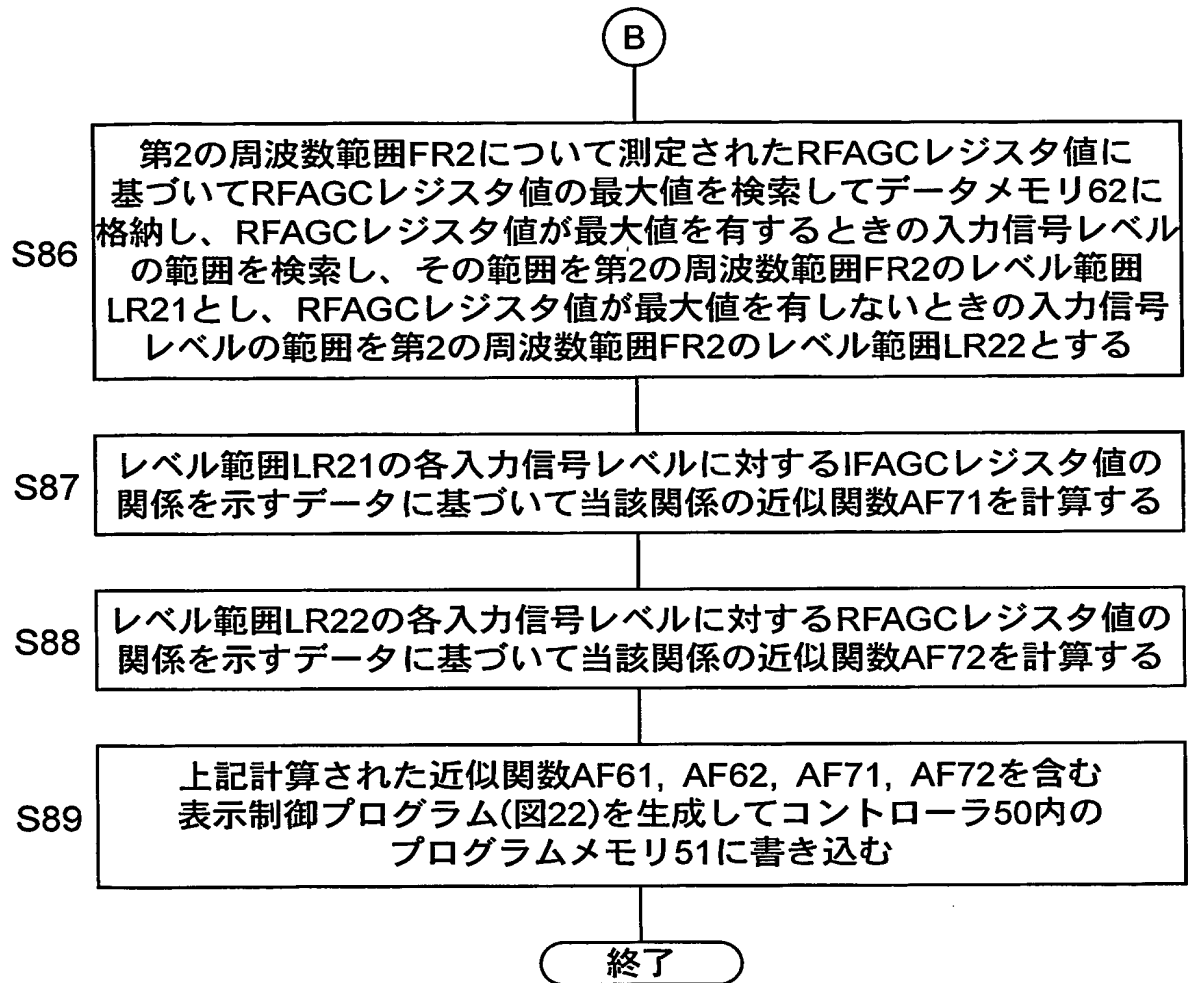 B
S86
第2の周波数範囲FR2について測定されたRFAGCレジスタ値に
基づいてRFAGCレジスタ値の最大値を検索してデータメモリ62に
格納し、RFAGCレジスタ値が最大値を有するときの入力信号レベル
の範囲を検索し、その範囲を第2の周波数範囲FR2のレベル範囲
LR21とし、RFAGCレジスタ値が最大値を有しないときの入力信号
レベルの範囲を第2の周波数範囲FR2のレベル範囲LR22とする
S87
レベル範囲LR21の各入力信号レベルに対するIFAGCレジスタ値の
関係を示すデータに基づいて当該関係の近似関数AF71を計算する
S88
レベル範囲LR22の各入力信号レベルに対するRFAGCレジスタ値の
関係を示すデータに基づいて当該関係の近似関数AF72を計算する
S89
上記計算された近似関数AF61, AF62, AF71, AF72を含む
表示制御プログラム(図22)を生成してコントローラ50内の
プログラムメモリ51に書き込む
終了